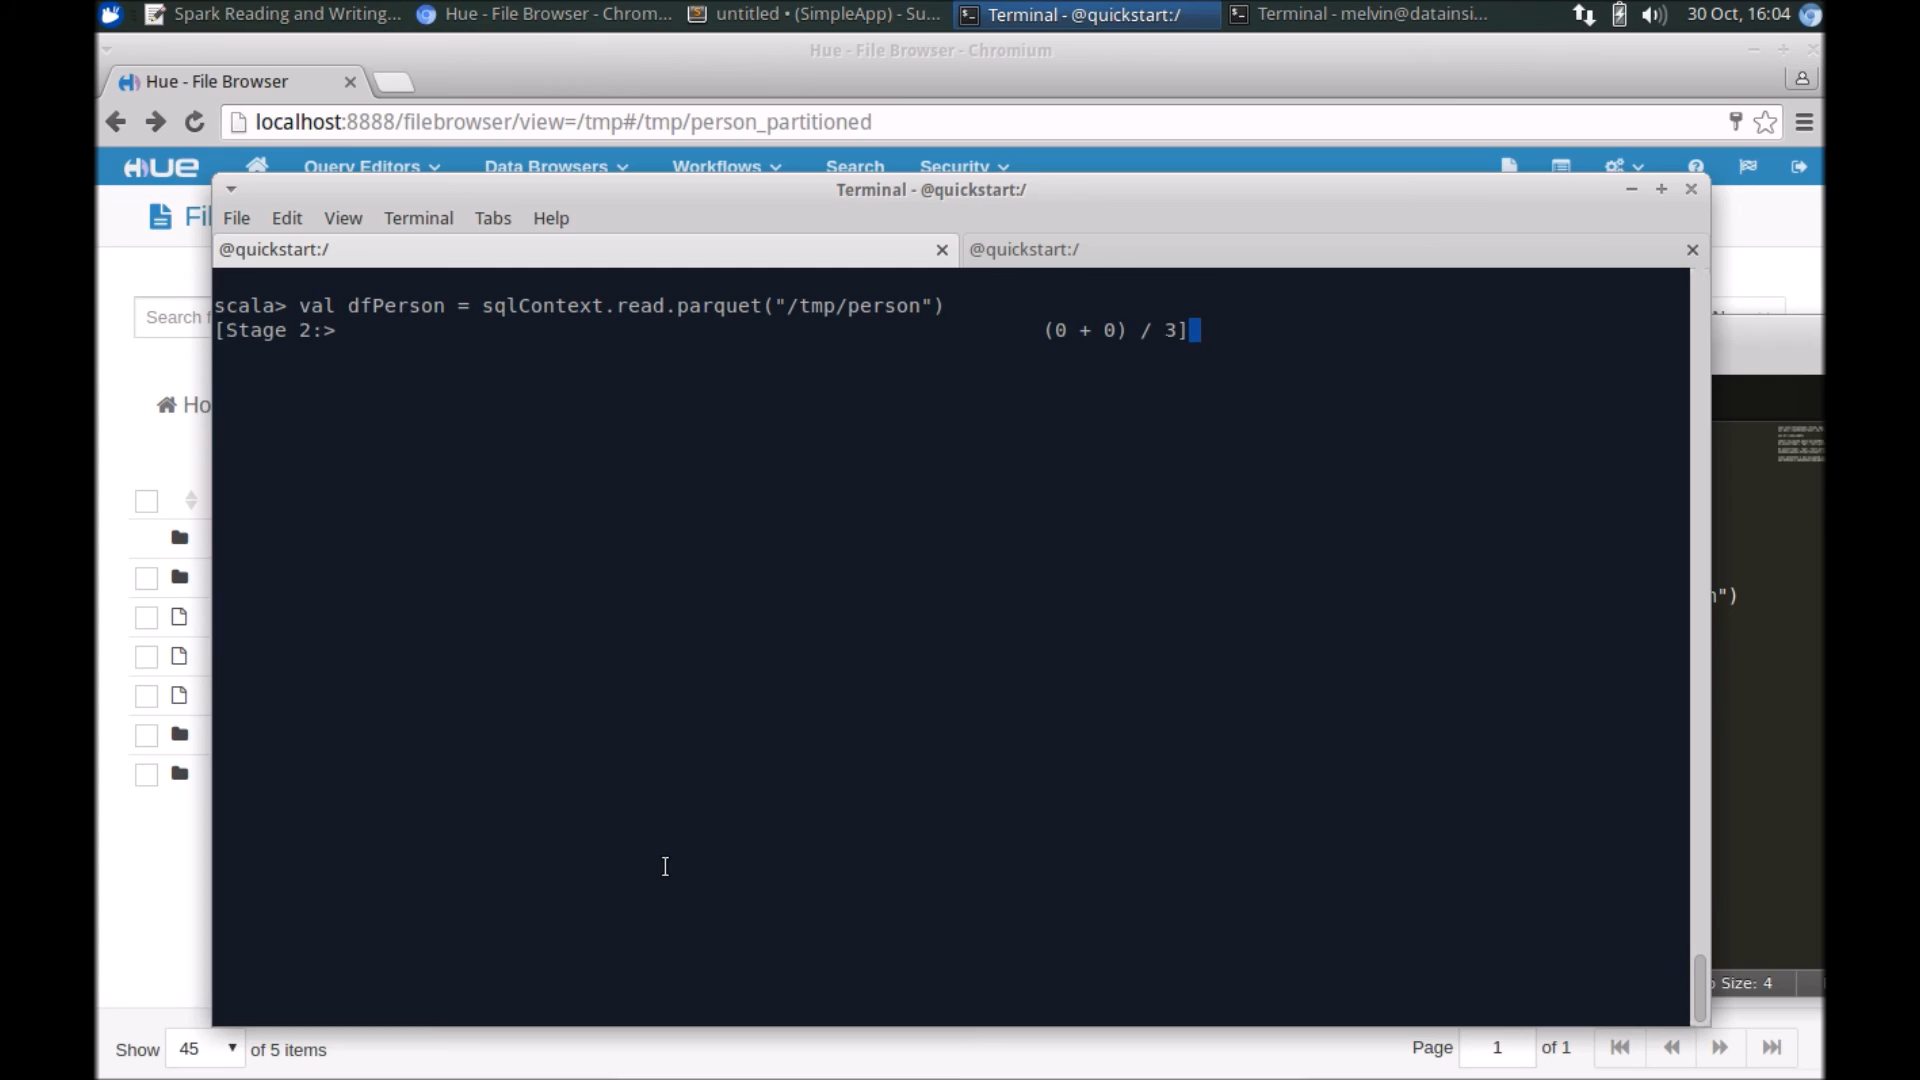 Spark Reading and Writing...
Hue - File Browser - Chrom...
untitled • (SimpleApp) - Su...
Terminal - @quickstart:/
Terminal - melvin@datainsi...
30 Oct, 16:04
Hue - File Browser - Chromium
Hue - File Browser
localhost:8888/filebrowser/view=/tmp#/tmp/person_partitioned
HUE
Query Editors
Data Browsers
Workflows
Search
Security
Terminal - @quickstart:/
Fil
File Edit View Terminal Tabs Help
@quickstart:/
@quickstart:/
scala> val dfPerson = sqlContext.read.parquet("/tmp/person")
[Stage 2:> (0 + 0) / 3]
Search f
Ho
")
Size: 4
Show 45 of 5 items
Page 1 of 1